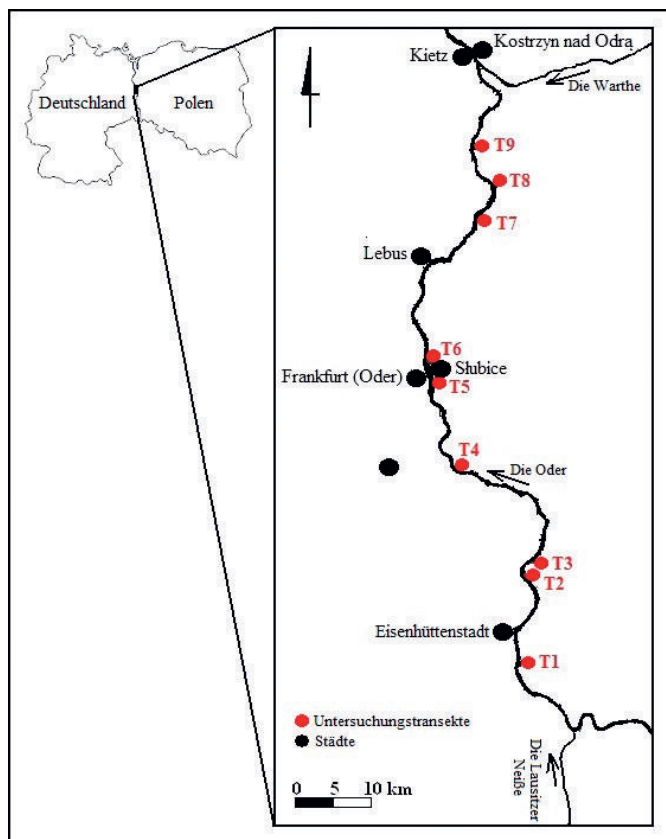 Deutschland
Polen
Kostrzyn nad Odrą
Kietz
Die Warthe
T9
T8
T7
Lebus
T6
Słubice
Frankfurt (Oder)
T5
T4
Die Oder
T3
T2
Eisenhüttenstadt
T1
Untersuchungstransekte
Städte
Die Lausitzer
Neiße
0 5 10 km